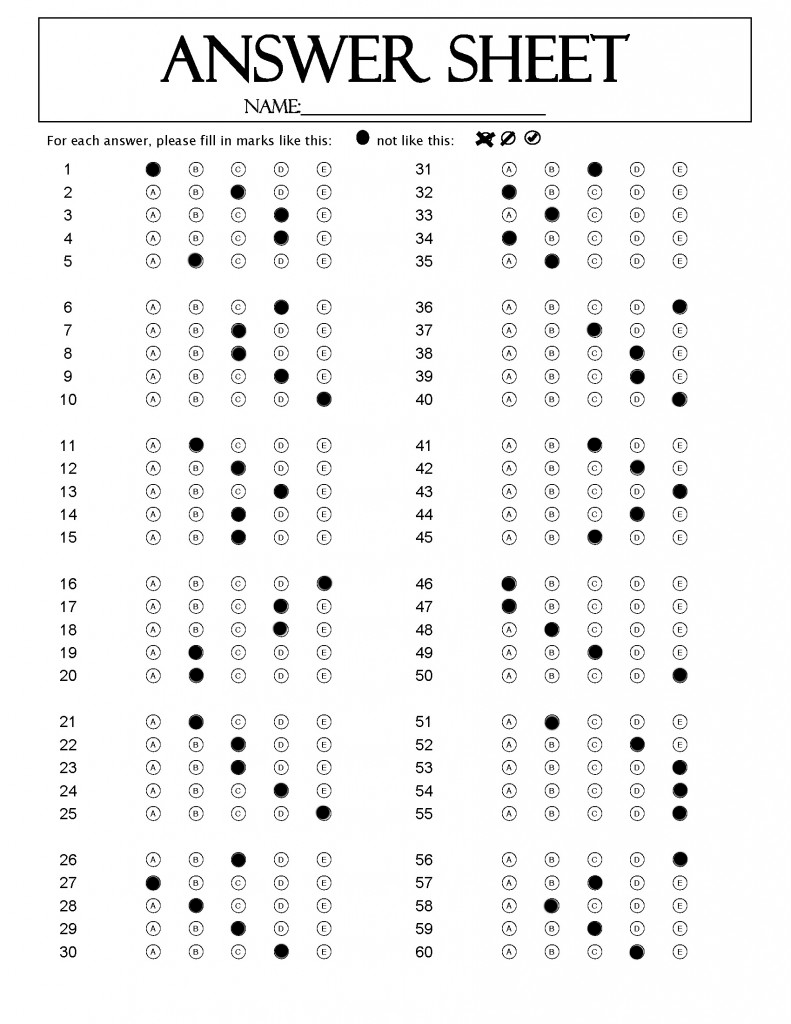 ANSWER SHEET
NAME:
For each answer, please fill in marks like this: not like this:
1 B C D E 31 A B D E
2 A B D E 32 B C D E
3 A B C E 33 A C D E
4 A B C E 34 B C D E
5 A C D E 35 A C D E
6 A B C E 36 A B C D
7 A B D E 37 A B D E
8 A B D E 38 A B C E
9 A B C E 39 A B C E
10 A B C D 40 A B C D
11 A C D E 41 A B D E
12 A B D E 42 A B C E
13 A B C E 43 A B C D
14 A B D E 44 A B C E
15 A B D E 45 A B D E
16 A B C D 46 B C D E
17 A B C E 47 B C D E
18 A B C E 48 A C D E
19 A C D E 49 A B D E
20 A C D E 50 A B C D
21 A C D E 51 A C D E
22 A B D E 52 A B C E
23 A B D E 53 A B C D
24 A B C E 54 A B C D
25 A B C D 55 A B C D
26 A B D E 56 A B C D
27 B C D E 57 A B D E
28 A C D E 58 A C D E
29 A B D E 59 A B D E
30 A B C E 60 A B C E